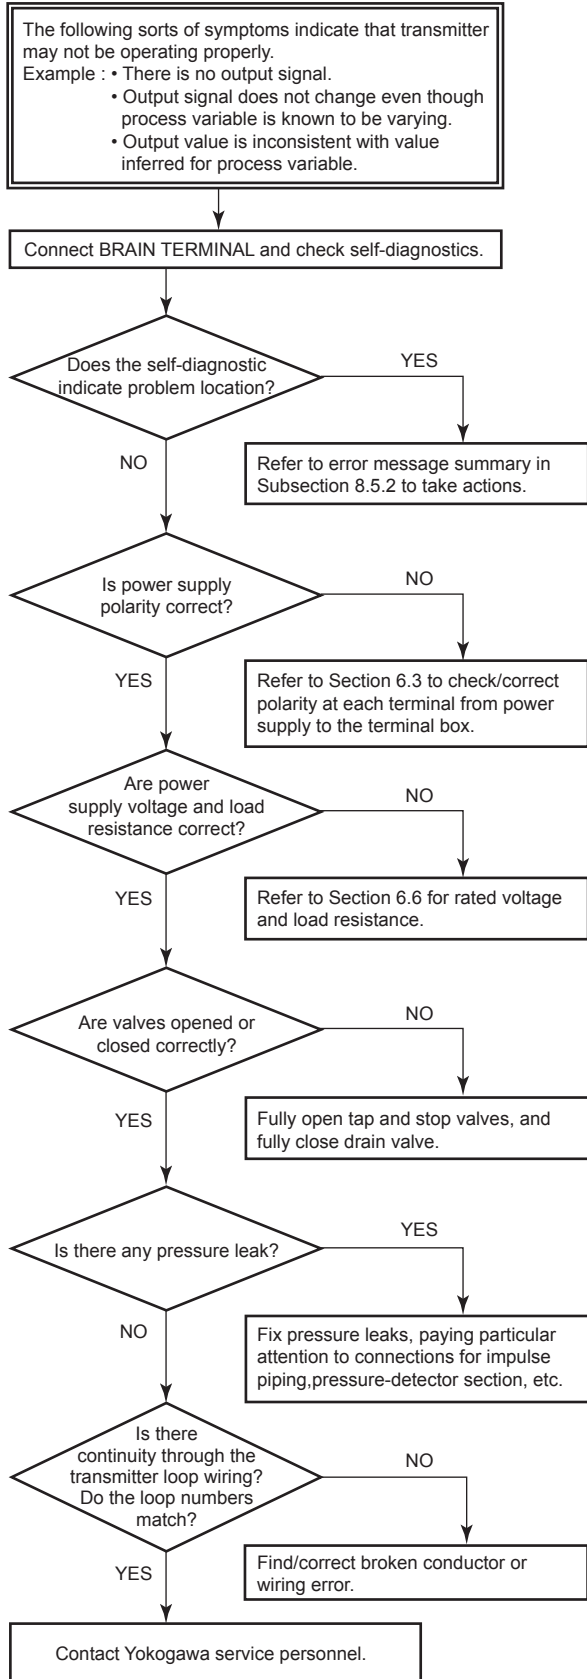 The following sorts of symptoms indicate that transmitter
may not be operating properly.
Example : • There is no output signal.
• Output signal does not change even though
process variable is known to be varying.
• Output value is inconsistent with value
inferred for process variable.
Connect BRAIN TERMINAL and check self-diagnostics.
Does the self-diagnostic
indicate problem location?
YES
NO
Refer to error message summary in
Subsection 8.5.2 to take actions.
Is power supply
polarity correct?
NO
YES
Refer to Section 6.3 to check/correct
polarity at each terminal from power
supply to the terminal box.
Are power
supply voltage and load
resistance correct?
NO
YES
Refer to Section 6.6 for rated voltage
and load resistance.
Are valves opened or
closed correctly?
NO
YES
Fully open tap and stop valves, and
fully close drain valve.
Is there any pressure leak?
YES
NO
Fix pressure leaks, paying particular
attention to connections for impulse
piping,pressure-detector section, etc.
Is there
continuity through the
transmitter loop wiring?
Do the loop numbers
match?
NO
YES
Find/correct broken conductor or
wiring error.
Contact Yokogawa service personnel.